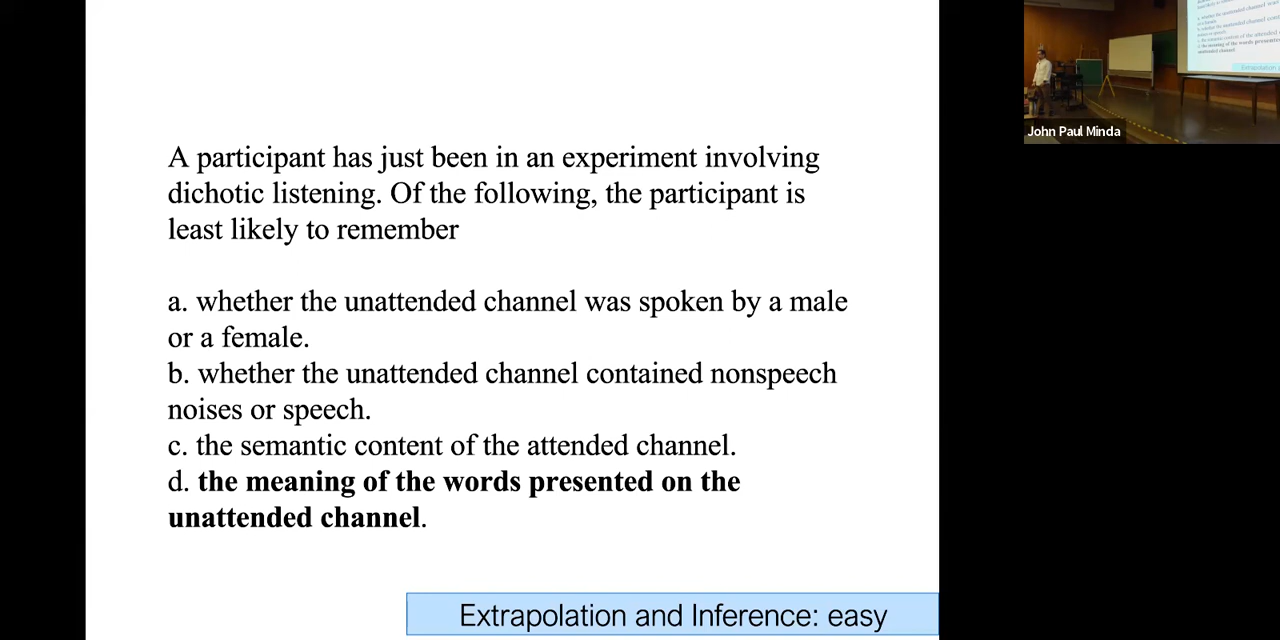 A participant has just been in an experiment involving
dichotic listening. Of the following, the participant is
least likely to remember
a. whether the unattended channel was spoken by a male
or a female.
b. whether the unattended channel contained nonspeech
noises or speech.
c. the semantic content of the attended channel.
d. the meaning of the words presented on the
unattended channel.
Extrapolation and Inference: easy
John Paul Minda